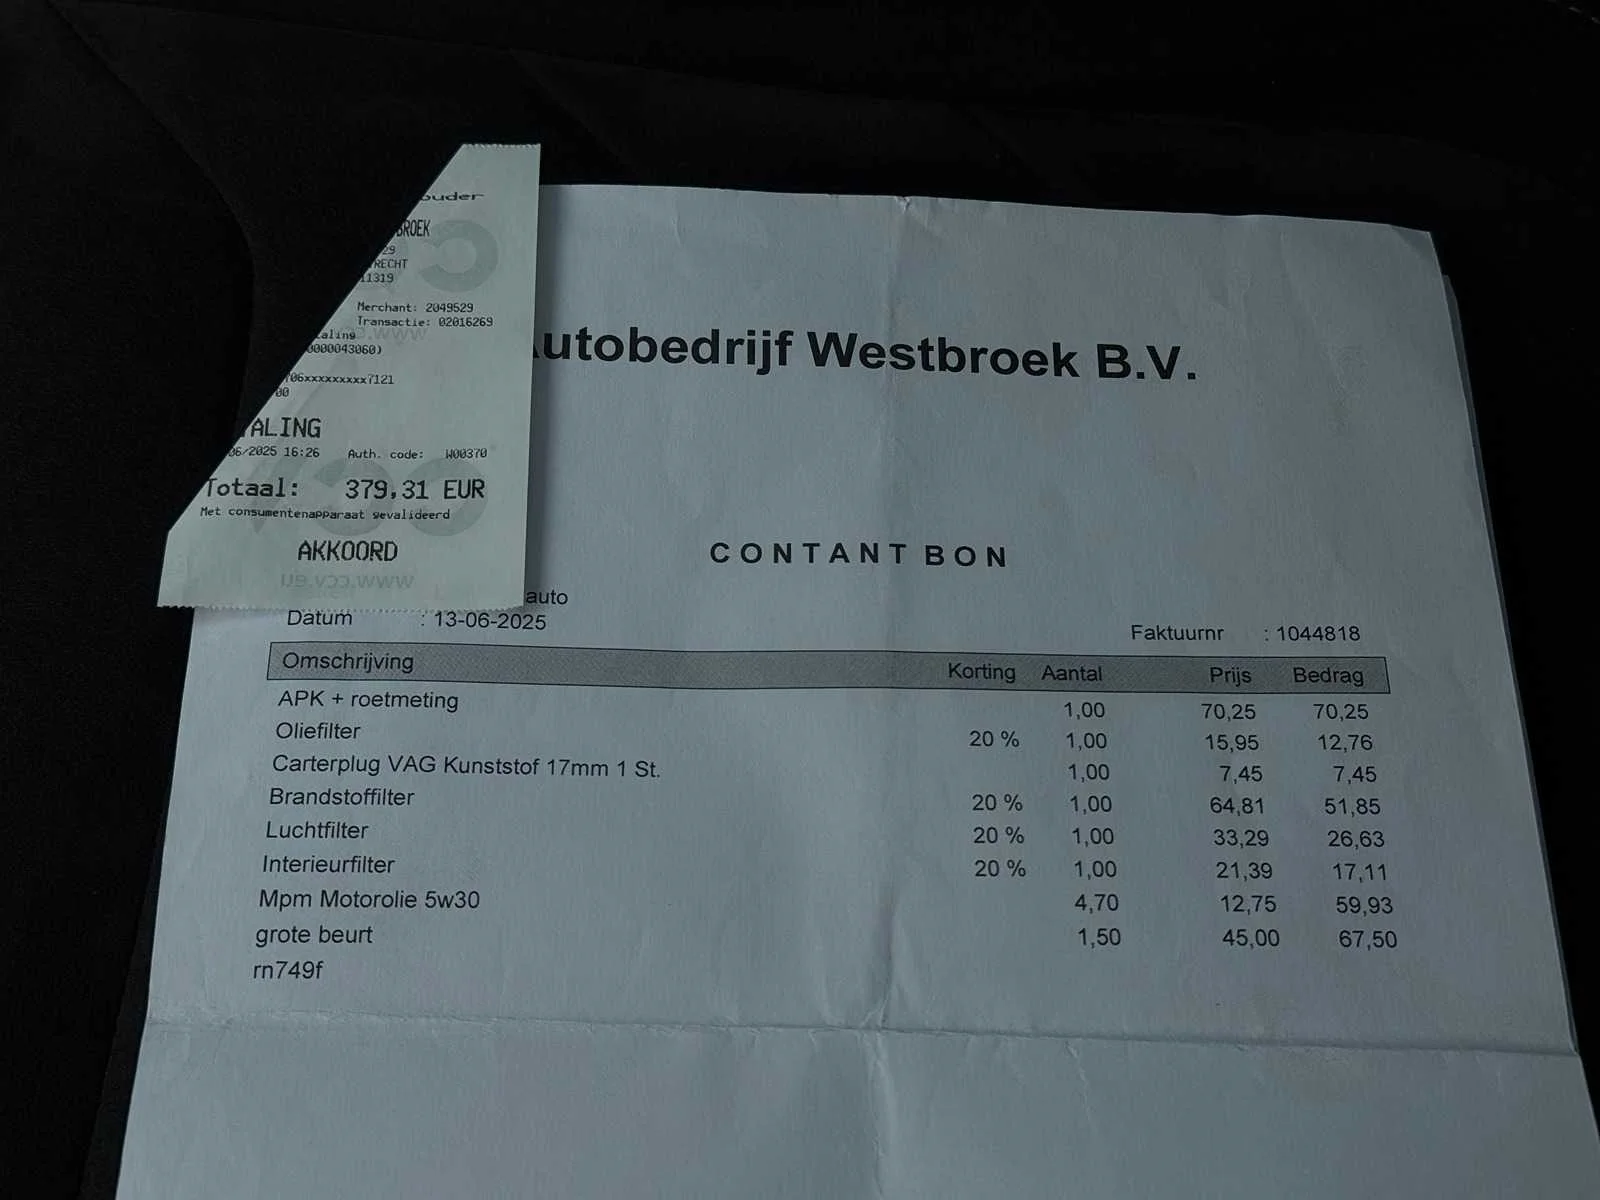 ouder
BROEK
29
RECHT
11319
Merchant: 2049529
Transactie: 02016269
aling
0000043060)
06xxxxxxxxx7121
00
ALING
06/2025 16:26 Auth. code: W00370
Totaal: 379,31 EUR
Met consumentenapparaat gevalideerd
AKKOORD
www.ccv.eu
utobedrijf Westbroek B.V.
CONTANT BON
auto
Datum : 13-06-2025
Faktuurnr : 1044818
Omschrijving Korting Aantal Prijs Bedrag
APK + roetmeting 1,00 70,25 70,25
Oliefilter 20 % 1,00 15,95 12,76
Carterplug VAG Kunststof 17mm 1 St. 1,00 7,45 7,45
Brandstoffilter 20 % 1,00 64,81 51,85
Luchtfilter 20 % 1,00 33,29 26,63
Interieurfilter 20 % 1,00 21,39 17,11
Mpm Motorolie 5w30 4,70 12,75 59,93
grote beurt 1,50 45,00 67,50
rn749f